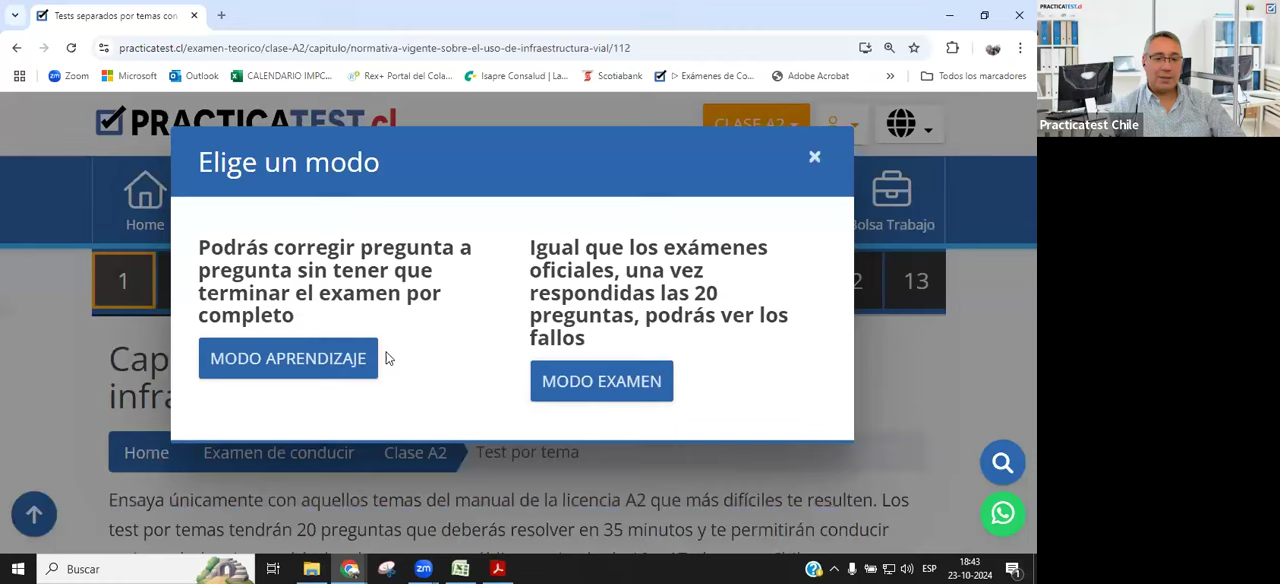 Tests separados por temas con
practicatest.cl/examen-teorico/clase-A2/capitulo/normativa-vigente-sobre-el-uso-de-infraestructura-vial/112
Zoom
Microsoft
Outlook
CALENDARIO IMPC...
Rex+ Portal del Cola...
Isapre Consalud | La...
Scotiabank
Exámenes de Co...
Adobe Acrobat
»
Todos los marcadores
PRACTICATEST.cl
CLASE A2
Elige un modo
×
Home
Bolsa Trabajo
Podrás corregir pregunta a
pregunta sin tener que
terminar el examen por
completo
MODO APRENDIZAJE
Igual que los exámenes
oficiales, una vez
respondidas las 20
preguntas, podrás ver los
fallos
MODO EXAMEN
1
2
13
Cap
infra
Home
Examen de conducir
Clase A2
Test por tema
Ensaya únicamente con aquellos temas del manual de la licencia A2 que más difíciles te resulten. Los
test por temas tendrán 20 preguntas que deberás resolver en 35 minutos y te permitirán conducir
PRACTICATEST.cl
Practicatest Chile
Buscar
ESP
18:43
23-10-2024